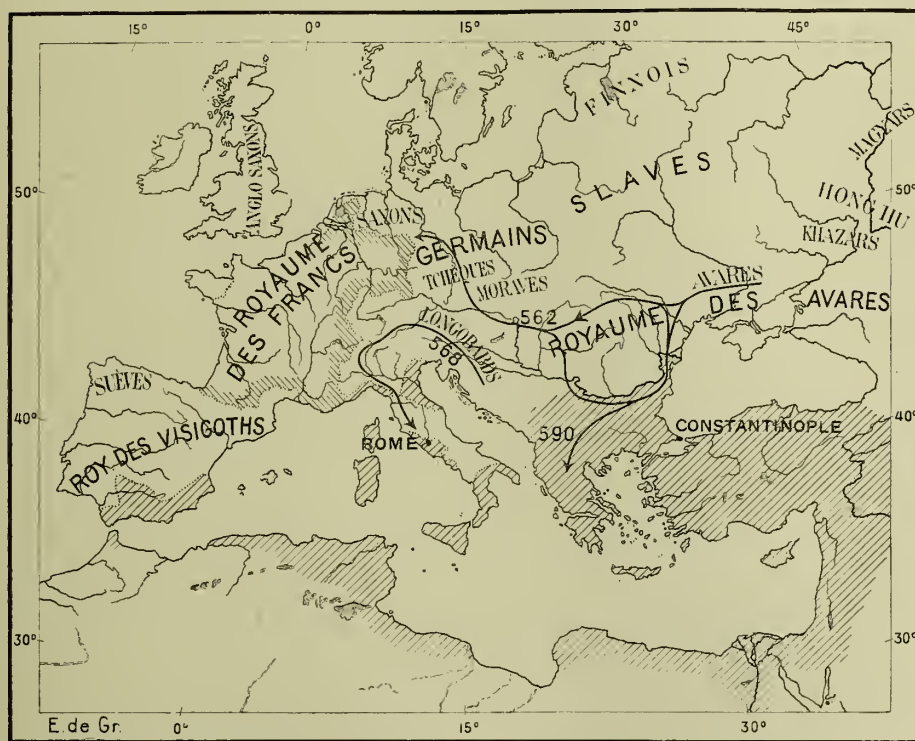 15° 0° 15° 30° 45°
FINNOIS
MAGYARS
50° 50°
ANGLO SAXONS
SLAVES
HONG HU
SAXONS
KHAZARS
ROYAUME
DES FRANCS
GERMAINS
TCHÈQUES
MORAVES
AVARES
ROYAUME DES AVARES
562
LONGOBARDS
568
SUÈVES
40° 40°
ROY DES VISIGOTHS
ROME
590
CONSTANTINOPLE
30° 30°
E. de Gr. 0° 15° 30°